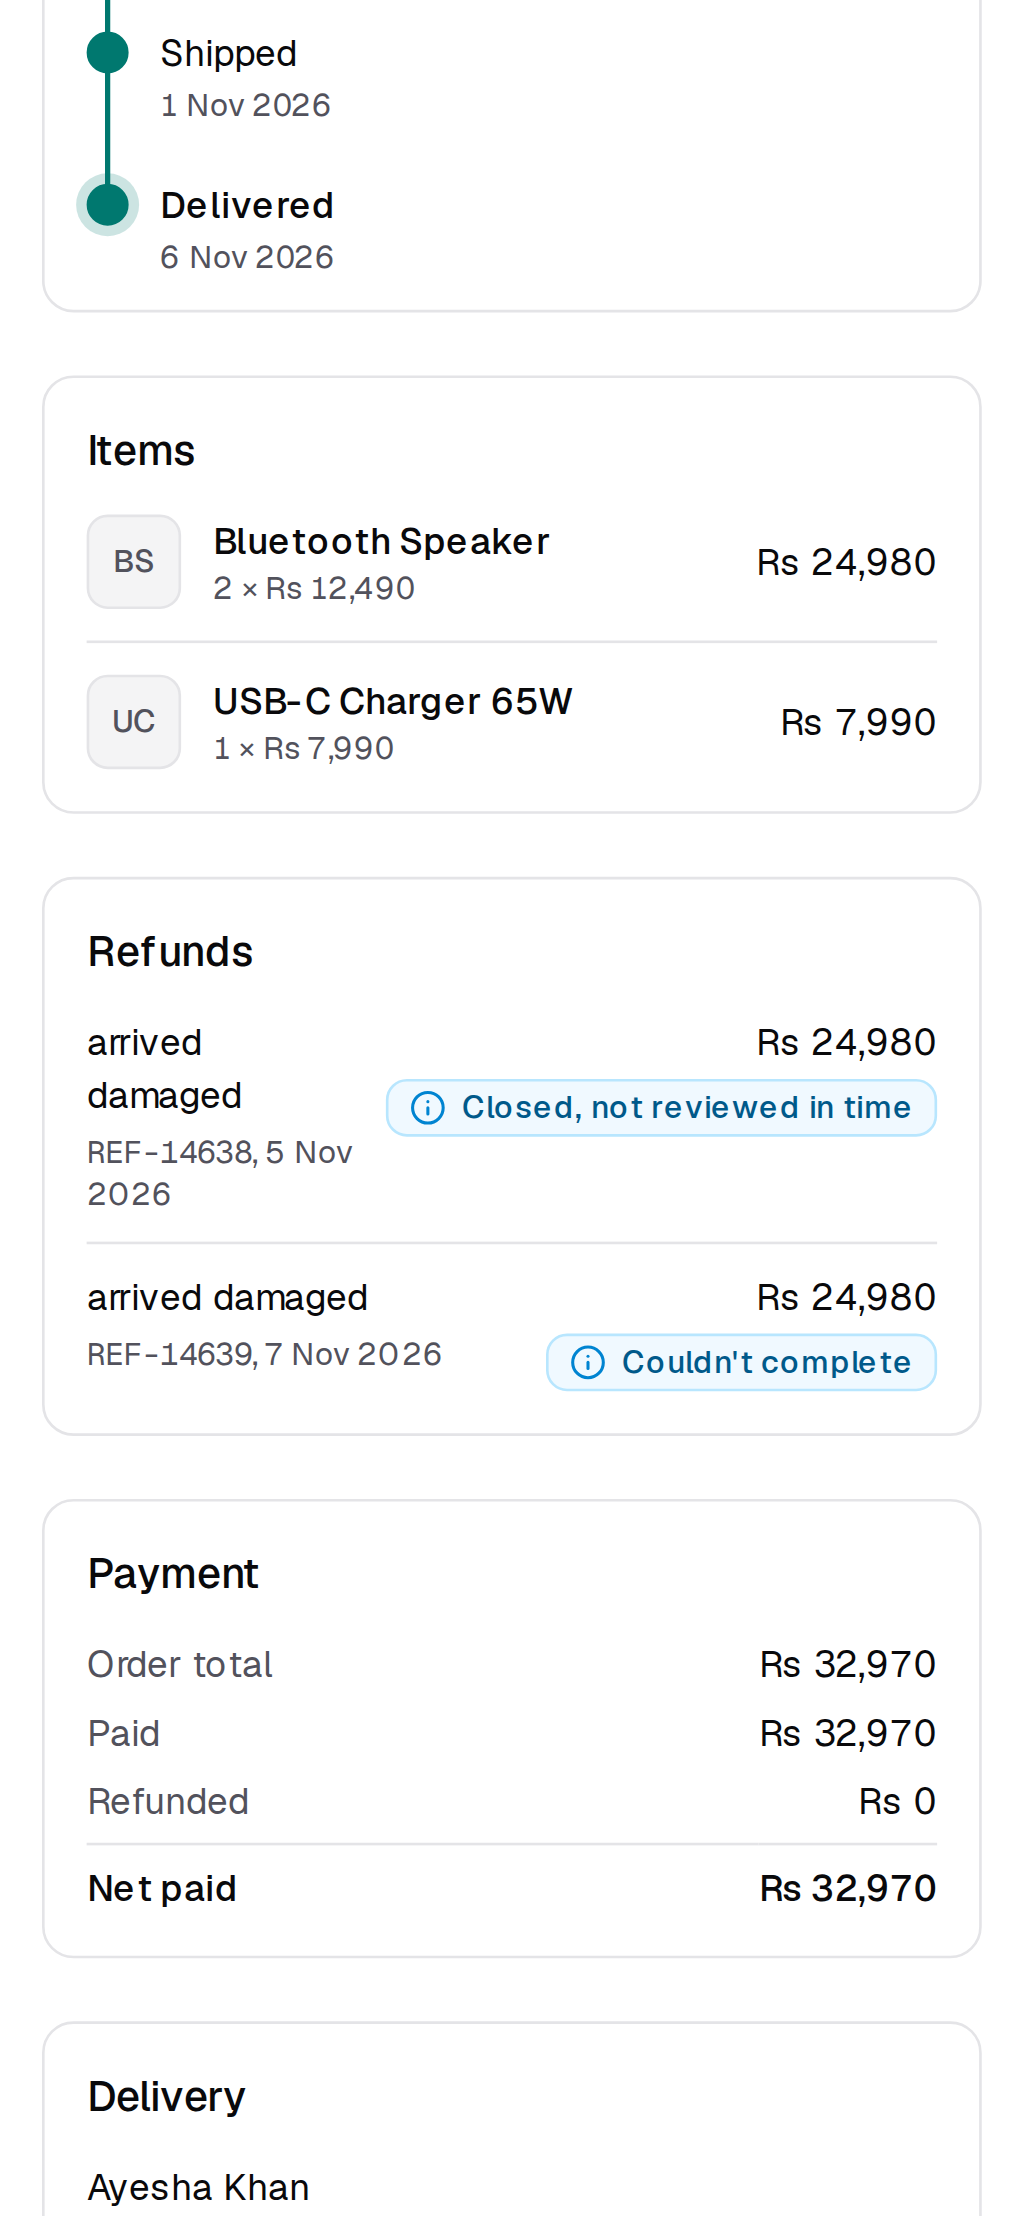 Shipped
1 Nov 2026
Delivered
6 Nov 2026
Items
BS
Bluetooth Speaker
2 × Rs 12,490
Rs 24,980
UC
USB-C Charger 65W
1 × Rs 7,990
Rs 7,990
Refunds
arrived
damaged
REF-14638, 5 Nov
2026
Rs 24,980
Closed, not reviewed in time
arrived damaged
REF-14639, 7 Nov 2026
Rs 24,980
Couldn't complete
Payment
Order total Rs 32,970
Paid Rs 32,970
Refunded Rs 0
Net paid Rs 32,970
Delivery
Ayesha Khan